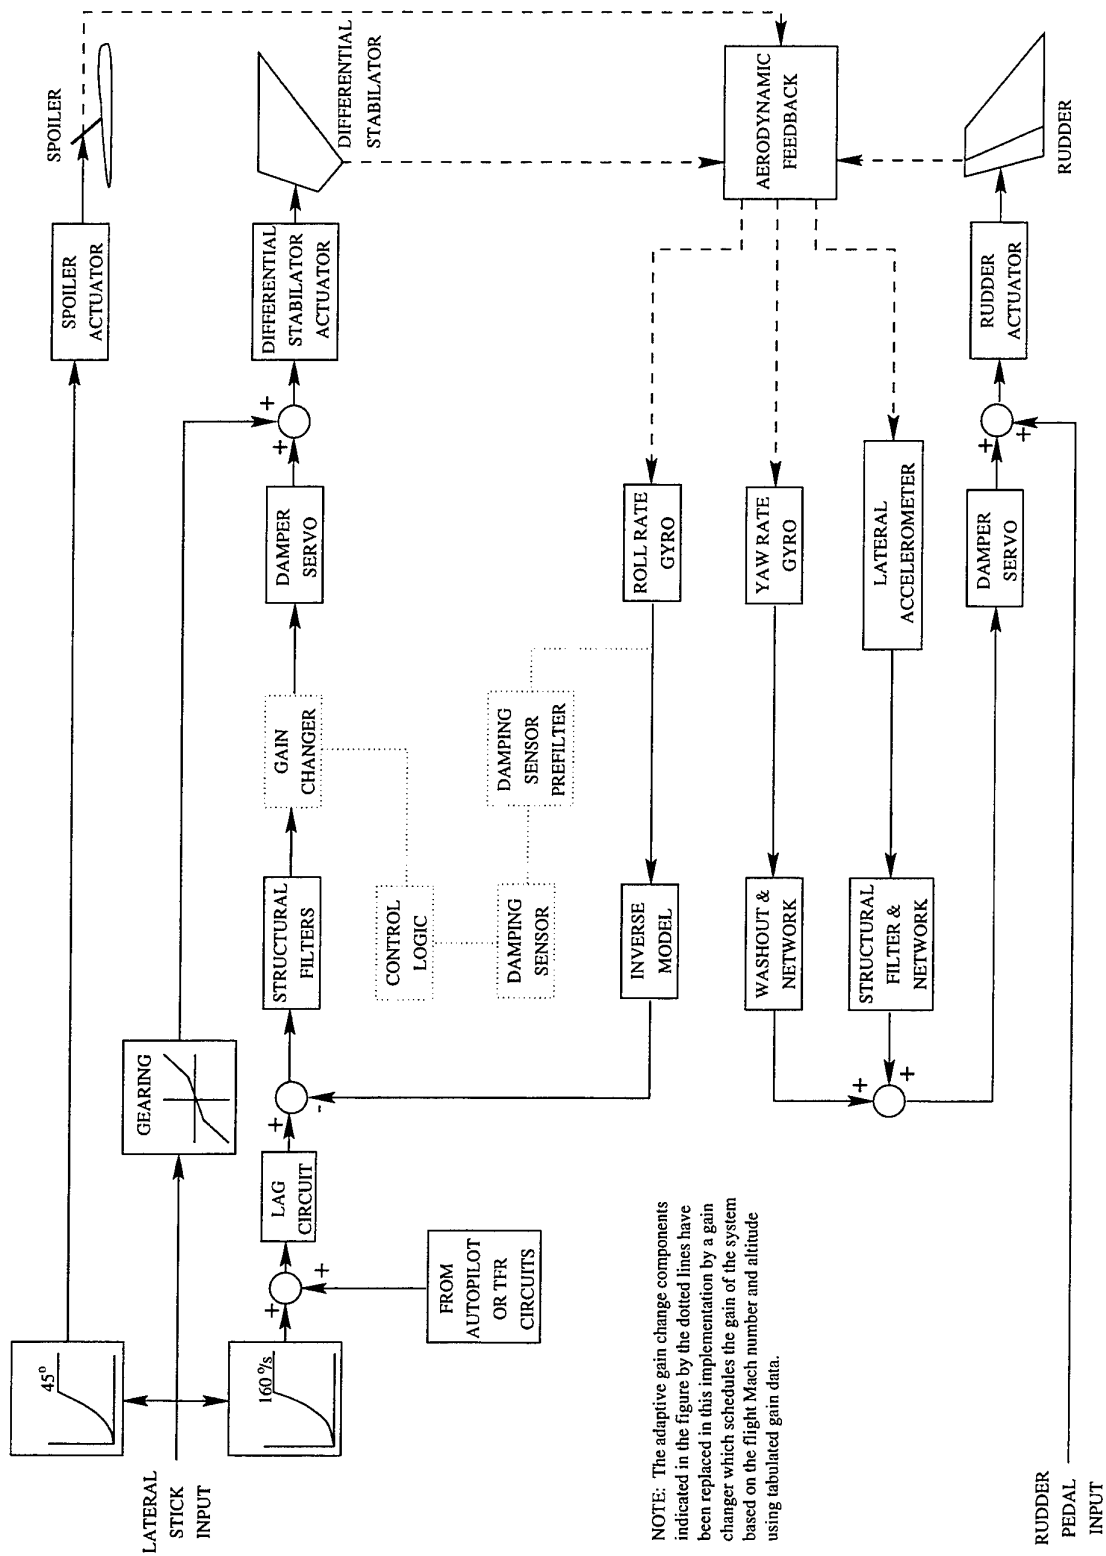 LATERAL
STICK
INPUT
45°
160°/s
SPOILER
ACTUATOR
SPOILER
GEARING
FROM
AUTOPILOT
OR TFR
CIRCUITS
+
+
LAG
CIRCUIT
+
-
STRUCTURAL
FILTERS
GAIN
CHANGER
DAMPER
SERVO
+
+
DIFFERENTIAL
STABILATOR
ACTUATOR
DIFFERENTIAL
STABILATOR
CONTROL
LOGIC
DAMPING
SENSOR
DAMPING
SENSOR
PREFILTER
INVERSE
MODEL
ROLL RATE
GYRO
AERODYNAMIC
FEEDBACK
WASHOUT &
NETWORK
YAW RATE
GYRO
STRUCTURAL
FILTER &
NETWORK
LATERAL
ACCELEROMETER
+
+
DAMPER
SERVO
+
+
RUDDER
ACTUATOR
RUDDER
NOTE: The adaptive gain change components
indicated in the figure by the dotted lines have
been replaced in this implementation by a gain
changer which schedules the gain of the system
based on the flight Mach number and altitude
using tabulated gain data.
RUDDER
PEDAL
INPUT